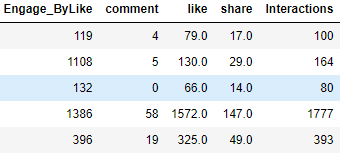 Engage_ByLike comment like share Interactions
119 4 79.0 17.0 100
1108 5 130.0 29.0 164
132 0 66.0 14.0 80
1386 58 1572.0 147.0 1777
396 19 325.0 49.0 393